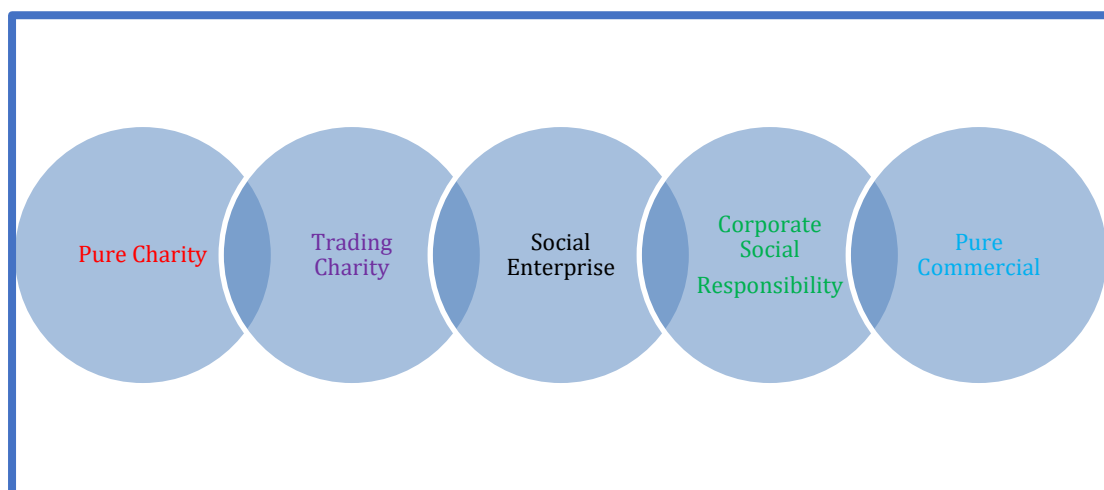 Pure Charity
Trading
Charity
Social
Enterprise
Corporate
Social
Responsibility
Pure
Commercial